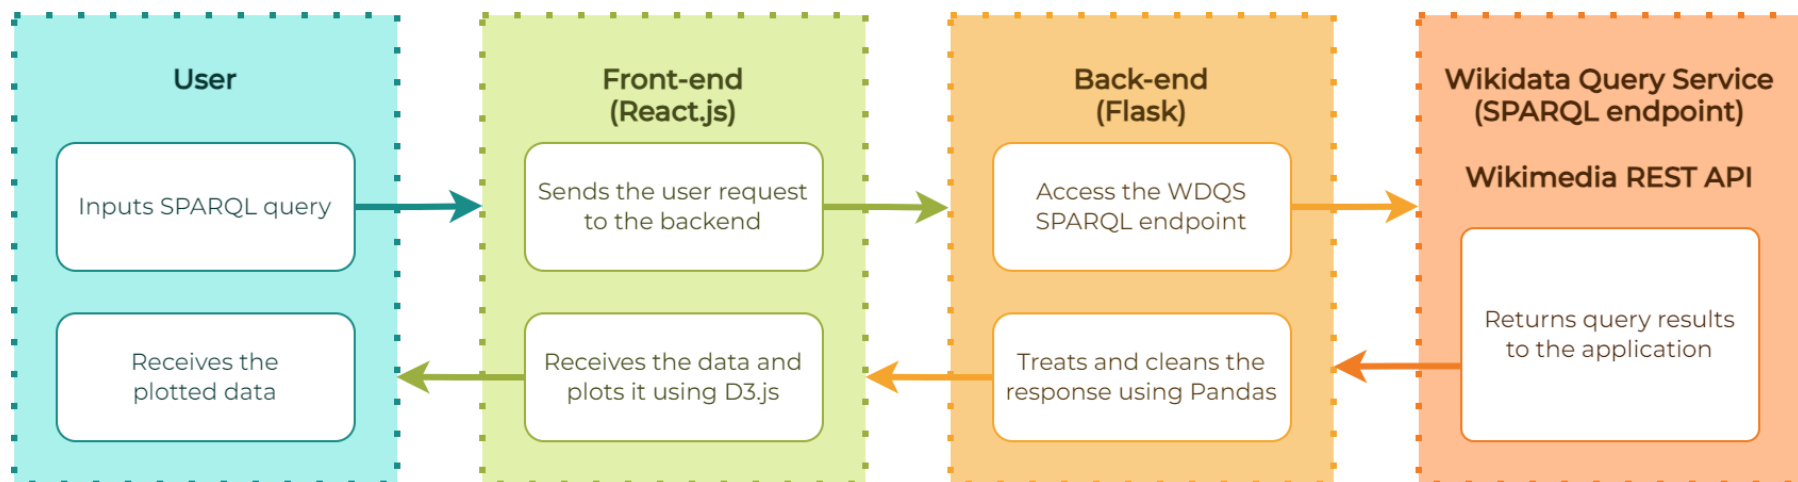 User
Inputs SPARQL query
Receives the
plotted data
Front-end
(React.js)
Sends the user request
to the backend
Receives the data and
plots it using D3.js
Back-end
(Flask)
Access the WDQS
SPARQL endpoint
Treats and cleans the
response using Pandas
Wikidata Query Service
(SPARQL endpoint)
Wikimedia REST API
Returns query results
to the application